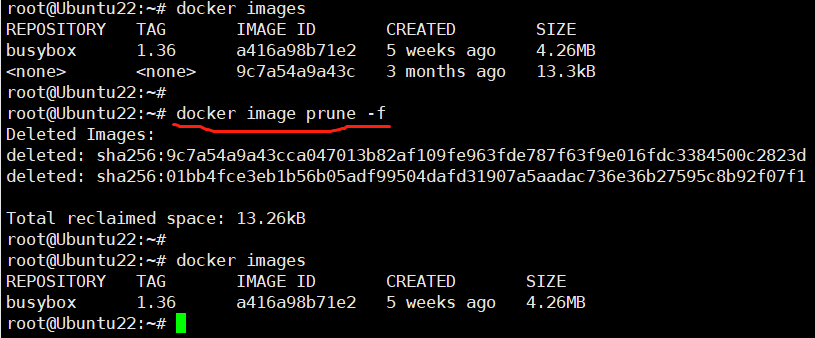 root@Ubuntu22:~# docker images
REPOSITORY TAG IMAGE ID CREATED SIZE
busybox 1.36 a416a98b71e2 5 weeks ago 4.26MB
<none> <none> 9c7a54a9a43c 3 months ago 13.3kB
root@Ubuntu22:~#
root@Ubuntu22:~# docker image prune -f
Deleted Images:
deleted: sha256:9c7a54a9a43cca047013b82af109fe963fde787f63f9e016fdc3384500c2823d
deleted: sha256:01bb4fce3eb1b56b05adf99504dafd31907a5aadac736e36b27595c8b92f07f1
Total reclaimed space: 13.26kB
root@Ubuntu22:~#
root@Ubuntu22:~# docker images
REPOSITORY TAG IMAGE ID CREATED SIZE
busybox 1.36 a416a98b71e2 5 weeks ago 4.26MB
root@Ubuntu22:~#